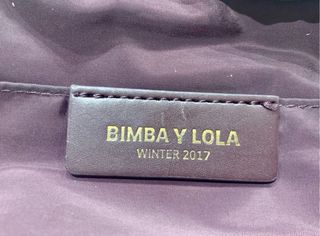 BIMBA Y LOLA
WINTER 2017